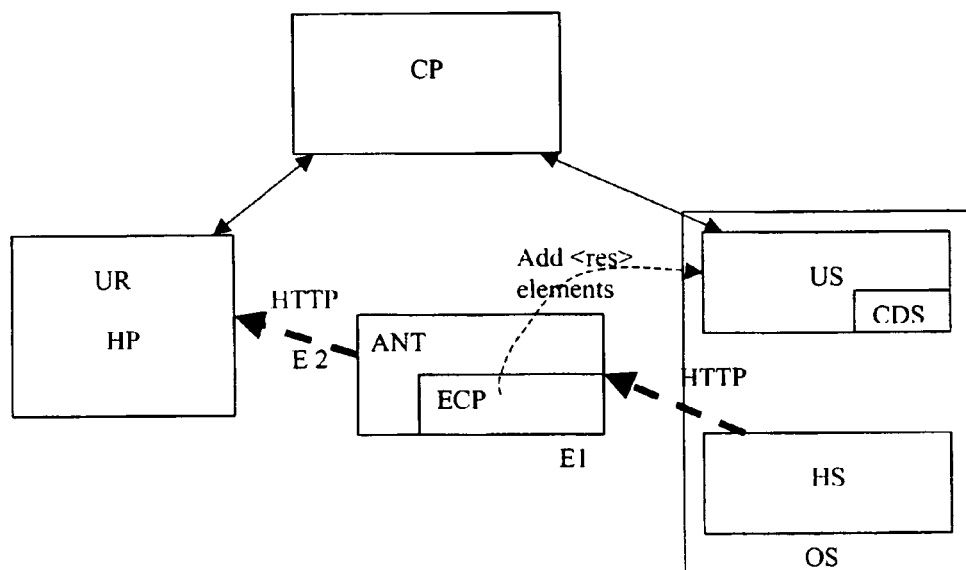 CP
UR
HP
HTTP
E 2
ANT
ECP
E1
Add <res>
elements
HTTP
US
CDS
HS
OS